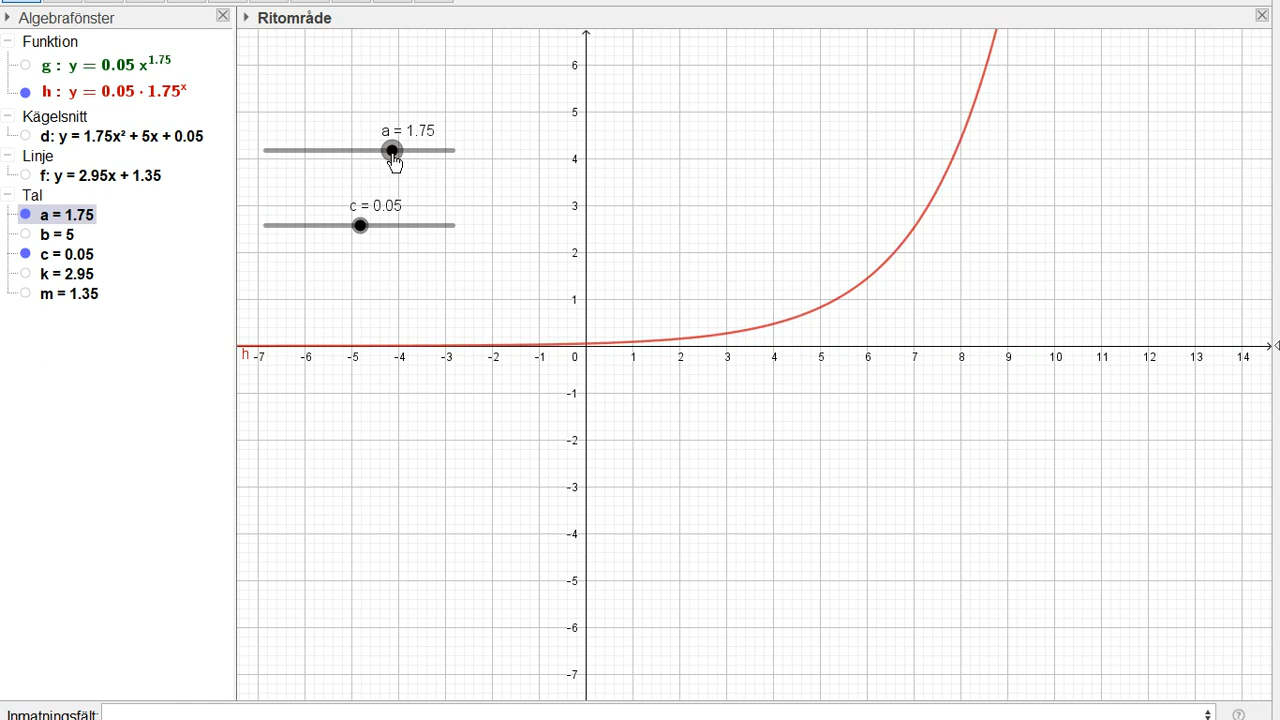 Algebrafönster
Ritområde
Funktion
g : y = 0.05 x^1.75
h : y = 0.05 · 1.75^x
Kägelsnitt
d: y = 1.75x² + 5x + 0.05
Linje
f: y = 2.95x + 1.35
Tal
a = 1.75
b = 5
c = 0.05
k = 2.95
m = 1.35
a = 1.75
c = 0.05
6
5
4
3
2
1
h -7 -6 -5 -4 -3 -2 -1 0 1 2 3 4 5 6 7 8 9 10 11 12 13 14
-1
-2
-3
-4
-5
-6
-7
Inmatningsfält: